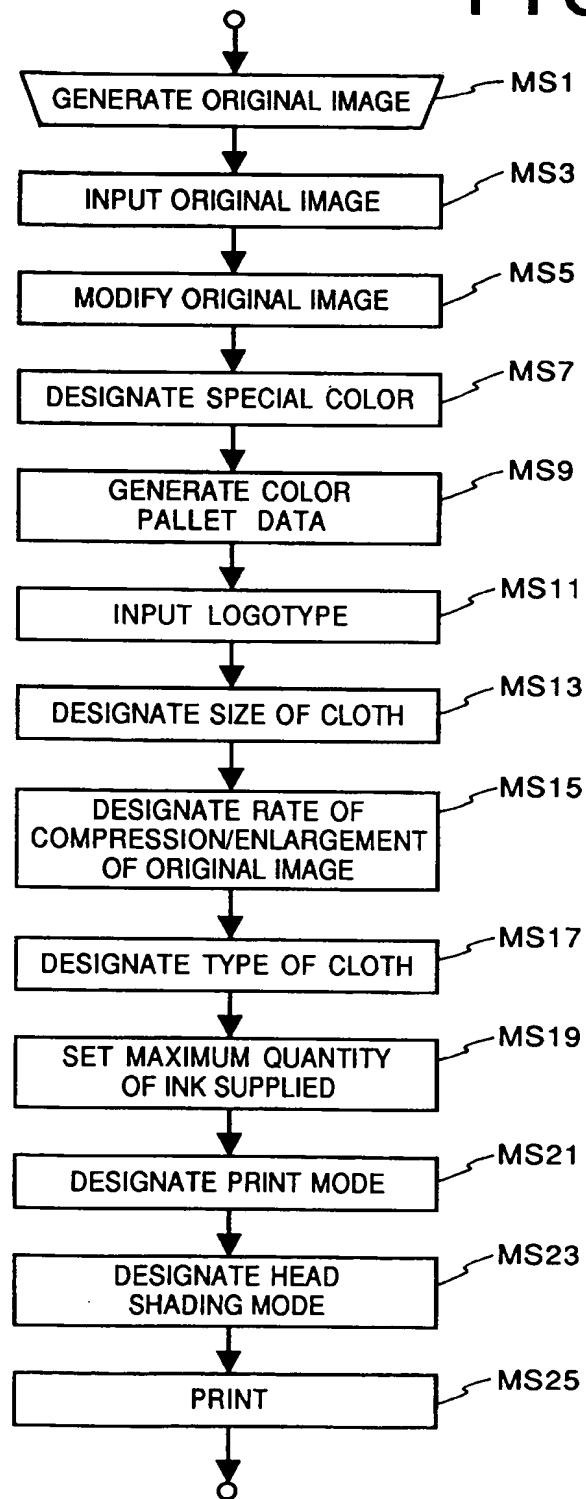 GENERATE ORIGINAL IMAGE MS1
INPUT ORIGINAL IMAGE MS3
MODIFY ORIGINAL IMAGE MS5
DESIGNATE SPECIAL COLOR MS7
GENERATE COLOR MS9
PALLET DATA
INPUT LOGOTYPE MS11
DESIGNATE SIZE OF CLOTH MS13
DESIGNATE RATE OF MS15
COMPRESSION/ENLARGEMENT
OF ORIGINAL IMAGE
DESIGNATE TYPE OF CLOTH MS17
SET MAXIMUM QUANTITY MS19
OF INK SUPPLIED
DESIGNATE PRINT MODE MS21
DESIGNATE HEAD MS23
SHADING MODE
PRINT MS25